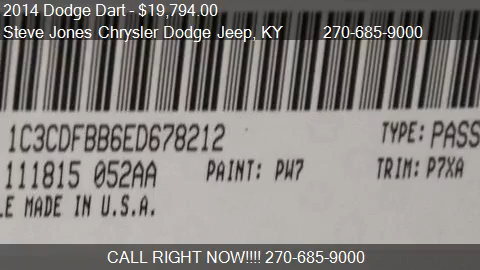 2014 Dodge Dart - $19,794.00
Steve Jones Chrysler Dodge Jeep, KY 270-685-9000
1C3CDFBB6ED678212 TYPE: PASS
111815 052AA PAINT: PW7 TRIM: P7XA
LE MADE IN U.S.A.
CALL RIGHT NOW!!!! 270-685-9000